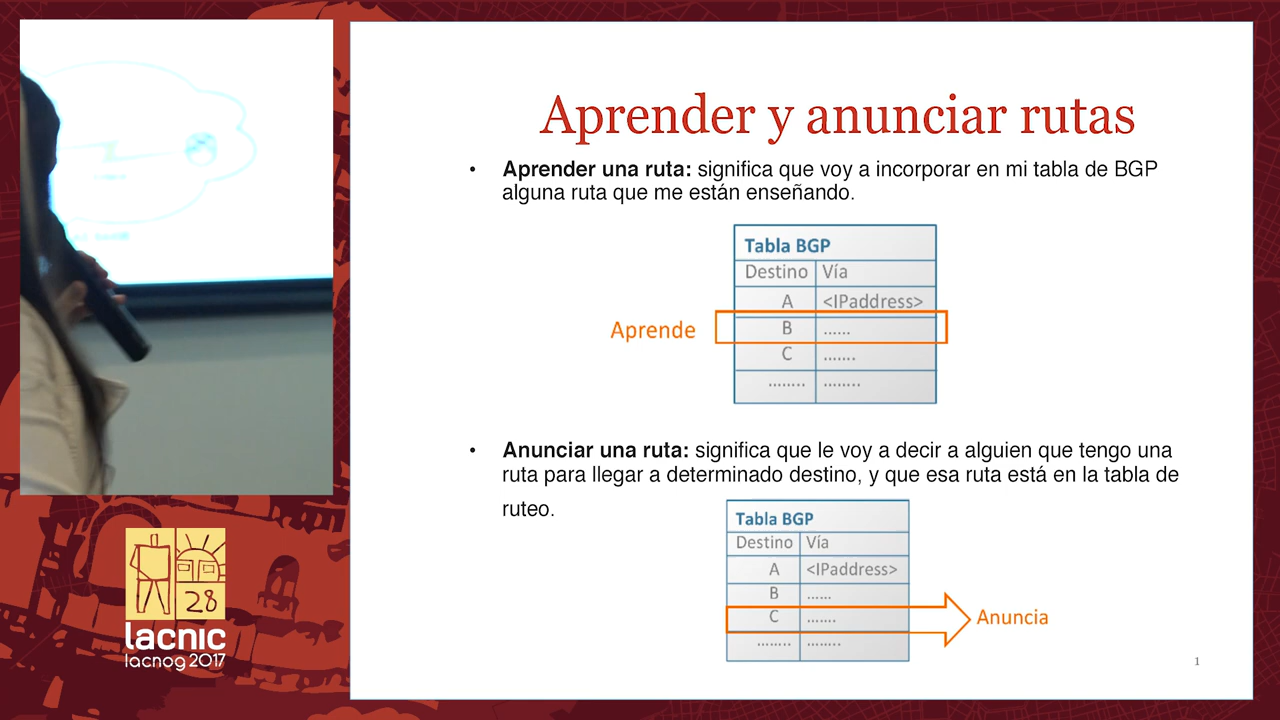 Aprender y anunciar rutas
• Aprender una ruta: significa que voy a incorporar en mi tabla de BGP
alguna ruta que me están enseñando.
Tabla BGP
Destino Vía
A <IPaddress>
Aprende
B ......
C .......
........ ........
• Anunciar una ruta: significa que le voy a decir a alguien que tengo una
ruta para llegar a determinado destino, y que esa ruta está en la tabla de
ruteo.
Tabla BGP
Destino Vía
A <IPaddress>
B ......
C .......
Anuncia
........ ........
1
28
lacnic
lacnog 2017